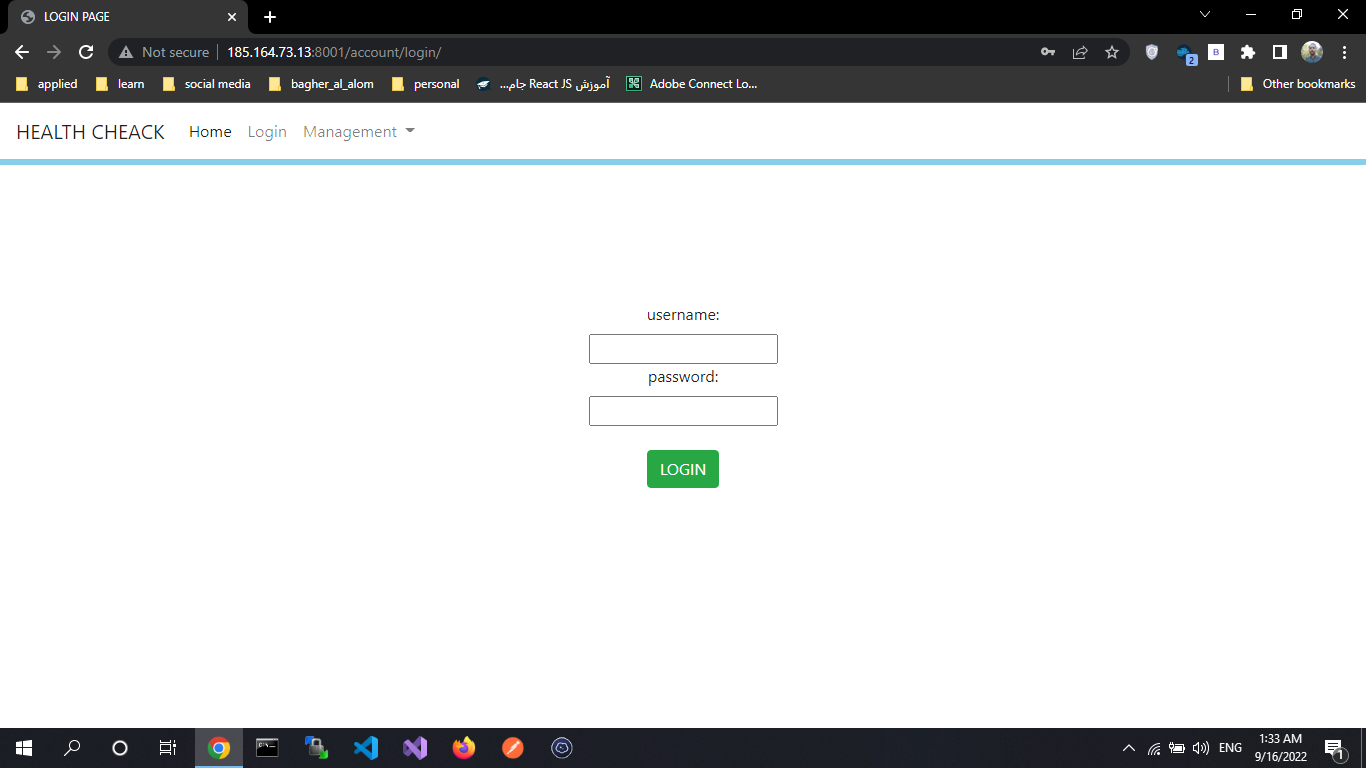 LOGIN PAGE
Not secure 185.164.73.13:8001/account/login/
2
B
applied learn social media bagher_al_alom personal آموزش React JS جام... Adobe Connect Lo... Other bookmarks
HEALTH CHEACK Home Login Management
username:
password:
LOGIN
ENG
1:33 AM
9/16/2022
1